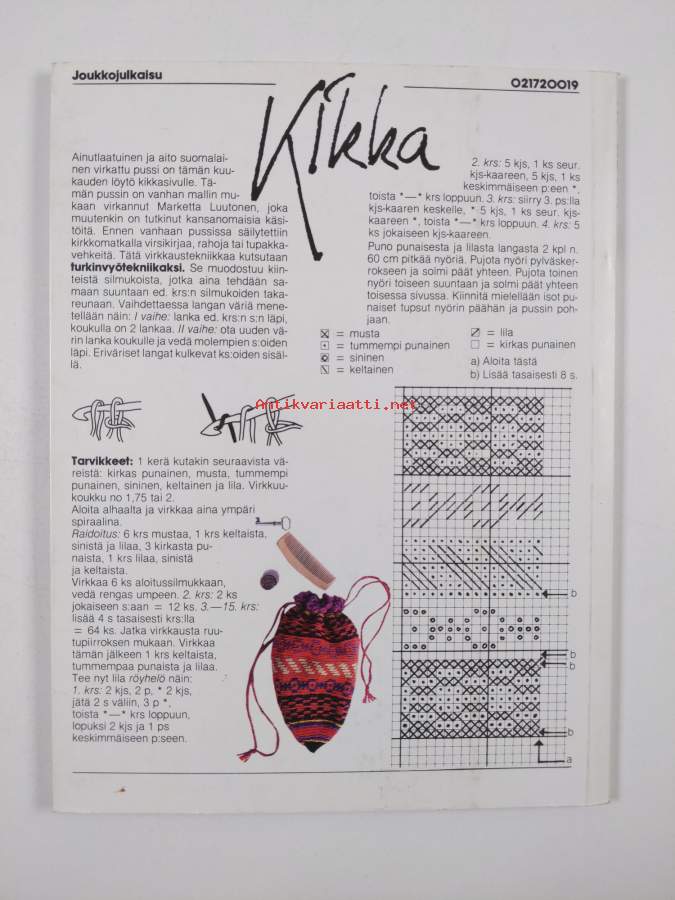 Joukkojulkaisu
021720019
Kikka
Ainutlaatuinen ja aito suomalai-
nen virkattu pussi on tämän kuu-
kauden löytö kikkasivulle. Tä-
män pussin on vanhan mallin mu-
kaan virkannut Marketta Luutonen, joka
muutenkin on tutkinut kansanomaisia käsi-
töitä. Ennen vanhaan pussissa säilytettiin
kirkkomatkalla virsikirjaa, rahoja tai tupakka-
vehkeitä. Tätä virkkaustekniikkaa kutsutaan
turkinvyötekniikaksi. Se muodostuu kiin-
teistä silmukoista, jotka aina tehdään sa-
maan suuntaan ed. krs:n silmukoiden taka-
reunaan. Vaihdettaessa langan väriä mene-
tellään näin: I vaihe: lanka ed. krs:n s:n läpi,
koukulla on 2 lankaa. II vaihe: ota uuden vä-
rin lanka koukulle ja vedä molempien s:oiden
läpi. Eriväriset langat kulkevat ks:oiden sisäl-
lä.
Tarvikkeet: 1 kerä kutakin seuraavista vä-
reistä: kirkas punainen, musta, tummempi
punainen, sininen, keltainen ja lila. Virkkuu-
koukku no 1,75 tai 2.
Aloita alhaalta ja virkkaa aina ympäri
spiraalina.
Raidoitus: 6 krs mustaa, 1 krs keltaista,
sinistä ja lilaa, 3 kirkasta pu-
naista, 1 krs lilaa, sinistä
ja keltaista.
Virkkaa 6 ks aloitussilmukkaan,
vedä rengas umpeen. 2. krs: 2 ks
jokaiseen s:aan = 12 ks. 3.—15. krs:
lisää 4 s tasaisesti krs:lla
= 64 ks. Jatka virkkausta ruu-
tupiirroksen mukaan. Virkkaa
tämän jälkeen 1 krs keltaista,
tummempaa punaista ja lilaa.
Tee nyt lila röyhelö näin:
1. krs: 2 kjs, 2 p, * 2 kjs,
jätä 2 s väliin, 3 p *,
toista *—* krs loppuun,
lopuksi 2 kjs ja 1 ps
keskimmäiseen p:seen.
2. krs: 5 kjs, 1 ks seur.
kjs-kaareen, 5 kjs, 1 ks
keskimmäiseen p:een *,
toista *—* krs loppuun. 3. krs: siirry 3. ps:lla
kjs-kaaren keskelle, * 5 kjs, 1 ks seur. kjs-
kaareen *, toista *—* krs loppuun. 4. krs: 5
ks jokaiseen kjs-kaareen.
Puno punaisesta ja lilasta langasta 2 kpl n.
60 cm pitkää nyöriä. Pujota nyöri pylväsker-
rokseen ja solmi päät yhteen. Pujota toinen
nyöri toiseen suuntaan ja solmi päät yhteen
toisessa sivussa. Kiinnitä mielellään isot pu-
naiset tupsut nyörin päähän ja pussin poh-
jaan.
= musta
= tummempi punainen
= sininen
= keltainen
= lila
= kirkas punainen
a) Aloita tästä
b) Lisää tasaisesti 8 s.
Antikvariaatti.net
b
b
b
b
a